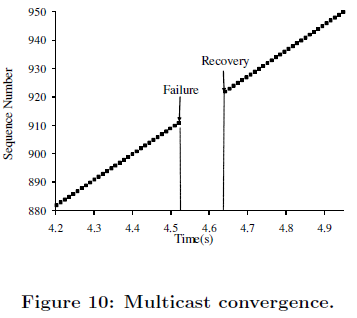 950
940
930
920
910
900
890
880
Sequence Number
Failure
Recovery
4.2 4.3 4.4 4.5 4.6 4.7 4.8 4.9
Time(s)
Figure 10: Multicast convergence.